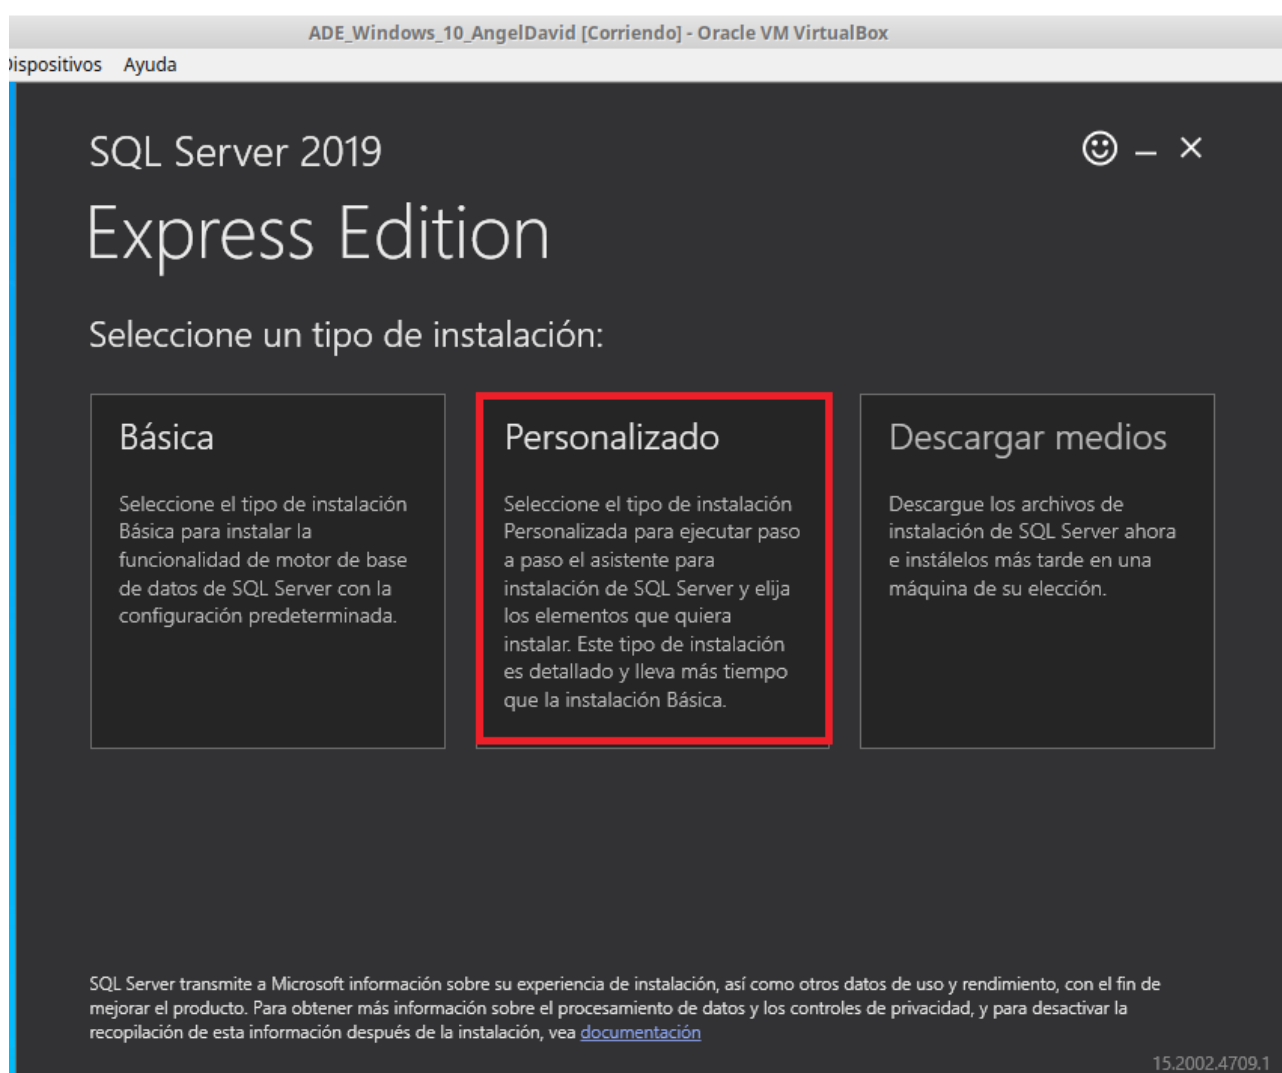 ADE_Windows_10_AngelDavid [Corriendo] - Oracle VM VirtualBox
Dispositivos Ayuda
SQL Server 2019
Express Edition
Seleccione un tipo de instalación:
Básica
Seleccione el tipo de instalación
Básica para instalar la
funcionalidad de motor de base
de datos de SQL Server con la
configuración predeterminada.
Personalizado
Seleccione el tipo de instalación
Personalizada para ejecutar paso
a paso el asistente para
instalación de SQL Server y elija
los elementos que quiera
instalar. Este tipo de instalación
es detallado y lleva más tiempo
que la instalación Básica.
Descargar medios
Descargue los archivos de
instalación de SQL Server ahora
e instálelos más tarde en una
máquina de su elección.
SQL Server transmite a Microsoft información sobre su experiencia de instalación, así como otros datos de uso y rendimiento, con el fin de
mejorar el producto. Para obtener más información sobre el procesamiento de datos y los controles de privacidad, y para desactivar la
recopilación de esta información después de la instalación, vea documentación
15.2002.4709.1